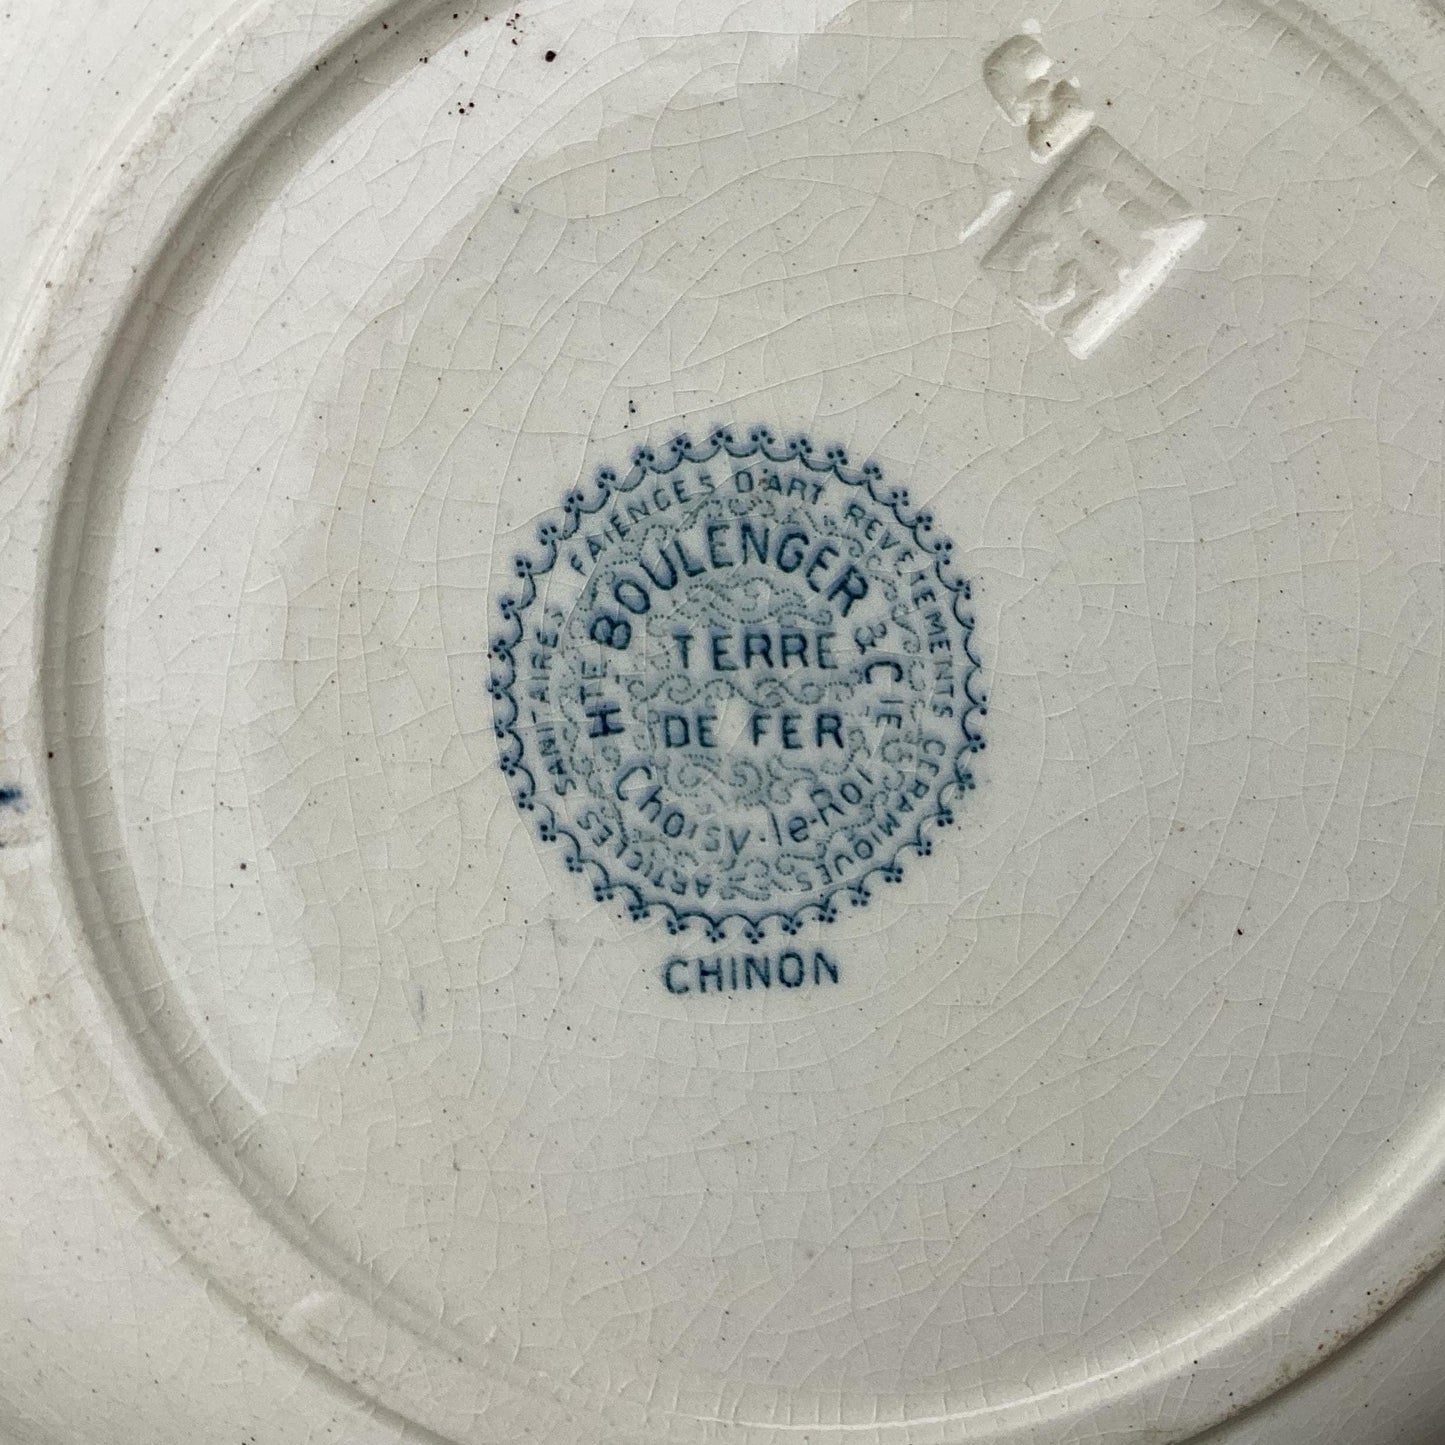 FAIENCES D'ART. REVETEMENTS CERAMIQUES
ARTICLES SANITAIRES
HTE BOULENGER & CIE
TERRE
DE FER
Choisy-le-Roi
CHINON